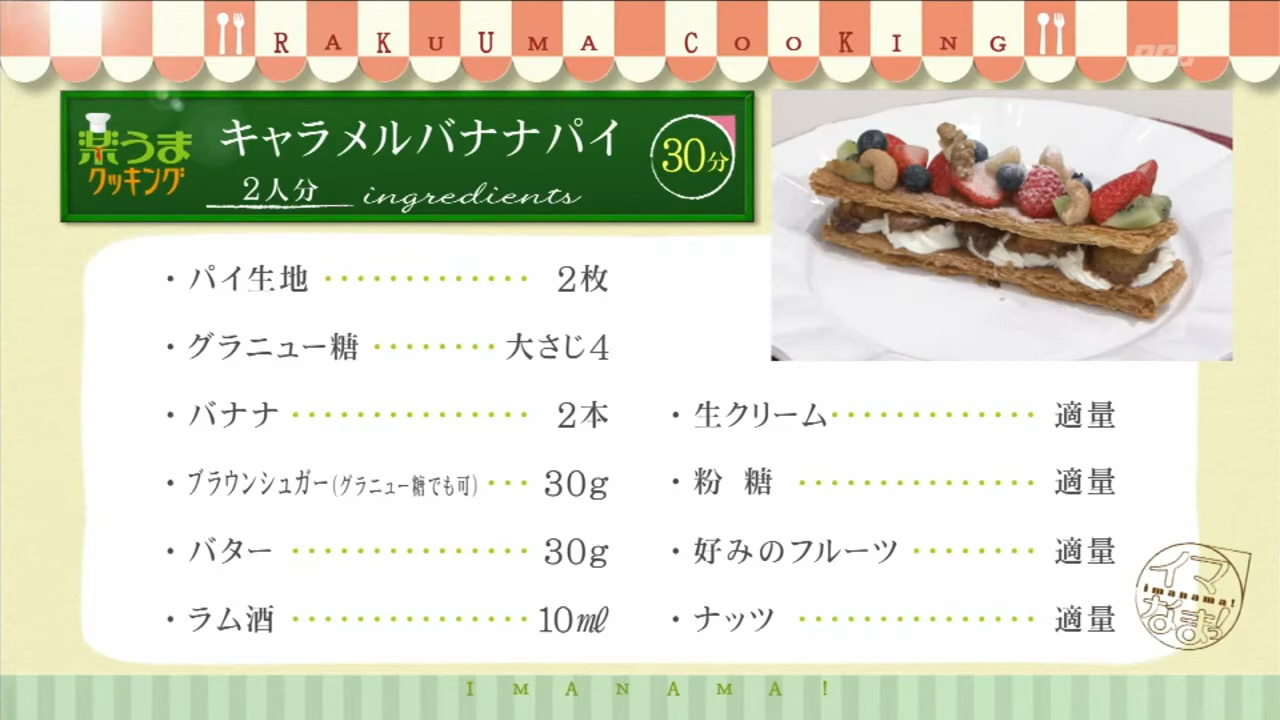 RAKUUMA COOKING
楽うま
クッキング
キャラメルバナナパイ
30分
2人分 ingredients
・パイ生地 ・・・・・・・・・・・・・ 2枚
・グラニュー糖 ・・・・・・・・ 大さじ4
・バナナ ・・・・・・・・・・・・・・・ 2本
・ブラウンシュガー(グラニュー糖でも可) ・・・ 30g
・バター ・・・・・・・・・・・・・・・ 30g
・ラム酒 ・・・・・・・・・・・・・・・ 10㎖
・生クリーム・・・・・・・・・・・・・ 適量
・粉 糖 ・・・・・・・・・・・・・・・ 適量
・好みのフルーツ ・・・・・・・・ 適量
・ナッツ ・・・・・・・・・・・・・・・ 適量
イマ
imanama!
なまっ!
IMANAMA!